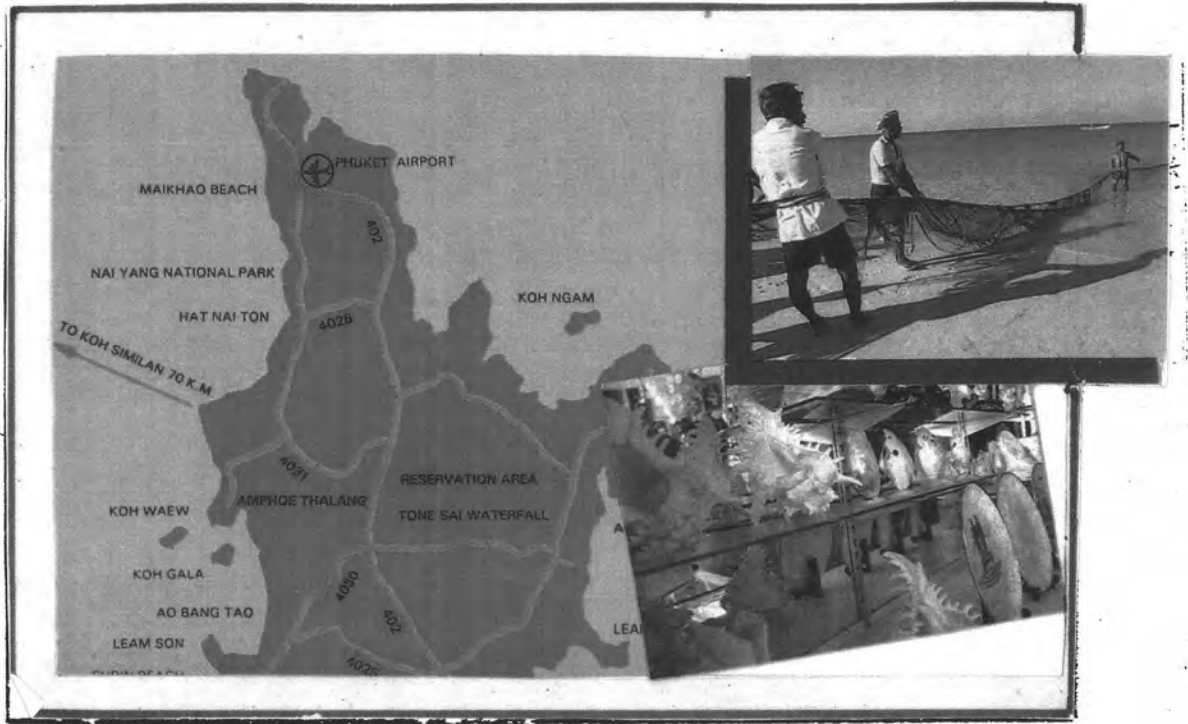 PHUKET AIRPORT
MAIKHAO BEACH
402
NAI YANG NATIONAL PARK
KOH NGAM
HAT NAI TON
4026
TO KOH SIMILAN 70 K.M
4031
RESERVATION AREA
AMPHOE THALANG
KOH WAEW
TONE SAI WATERFALL
KOH GALA
4030
AO BANG TAO
402
LEAM SON
4025